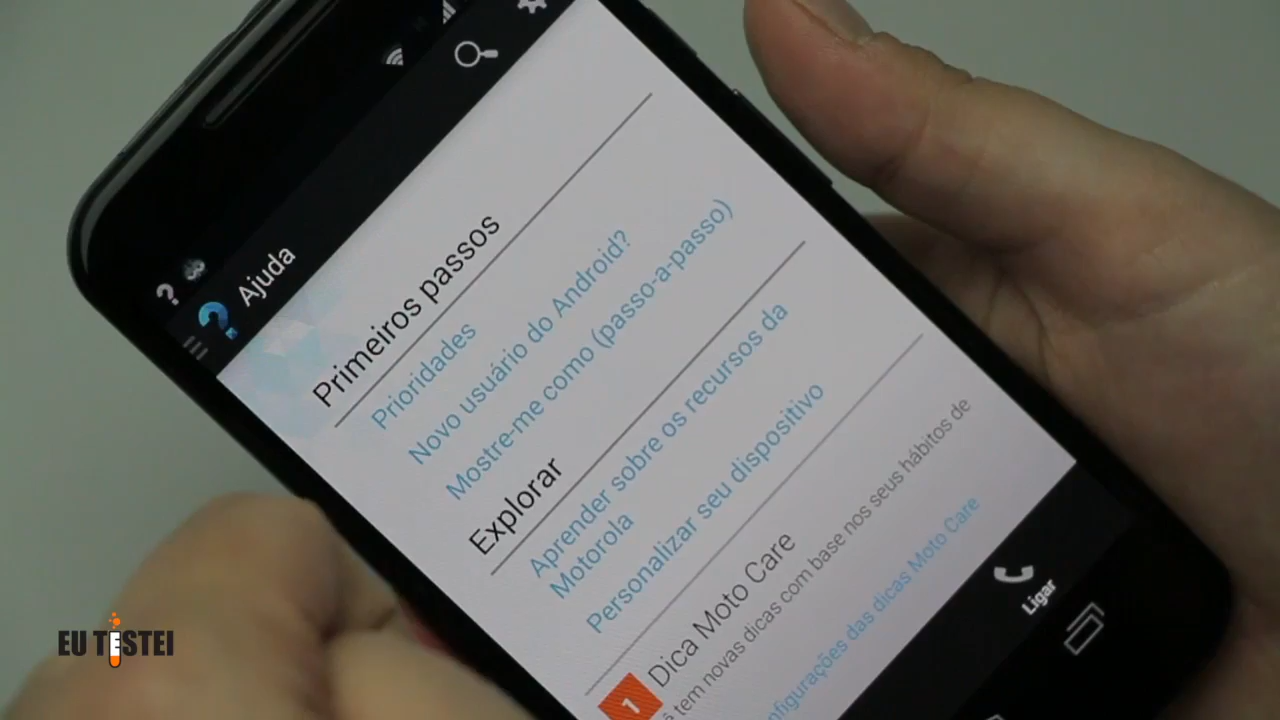 Ajuda
Primeiros passos
Prioridades
Novo usuário do Android?
Mostre-me como (passo-a-passo)
Explorar
Aprender sobre os recursos da
Motorola
Personalizar seu dispositivo
1
Dica Moto Care
ê tem novas dicas com base nos seus hábitos de
nfigurações das dicas Moto Care
Ligar
EU TESTEI